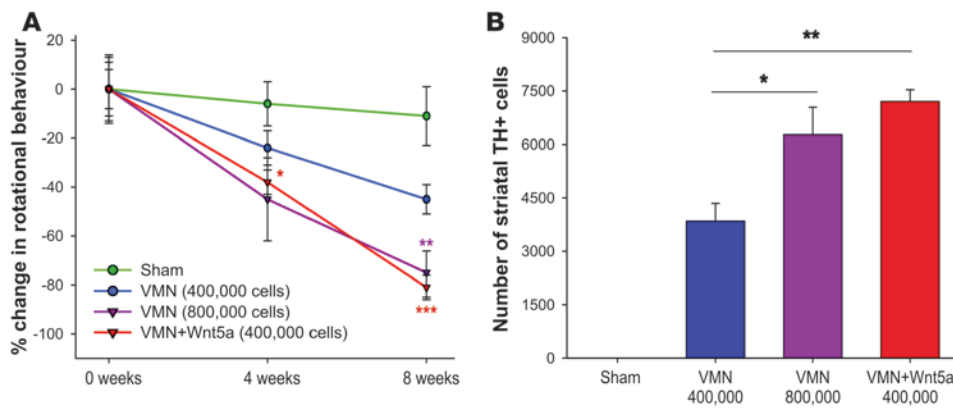 A
% change in rotational behaviour
20
0
-20
-40
-60
-80
-100
*
**
***
Sham
VMN (400,000 cells)
VMN (800,000 cells)
VMN+Wnt5a (400,000 cells)
0 weeks
4 weeks
8 weeks
B
Number of striatal TH+ cells
9000
7500
6000
4500
3000
1500
0
**
*
Sham
VMN
400,000
VMN
800,000
VMN+Wnt5a
400,000